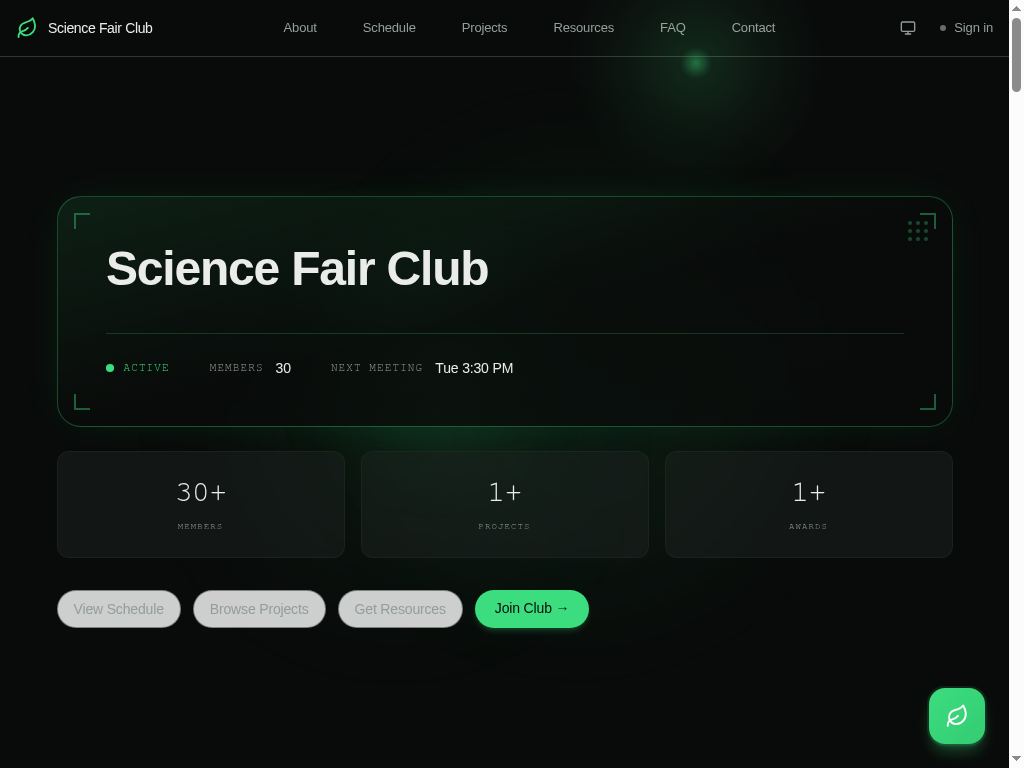 Science Fair Club
About Schedule Projects Resources FAQ Contact
Sign in
Science Fair Club
ACTIVE MEMBERS 30 NEXT MEETING Tue 3:30 PM
30+ 1+ 1+
MEMBERS PROJECTS AWARDS
View Schedule Browse Projects Get Resources Join Club →